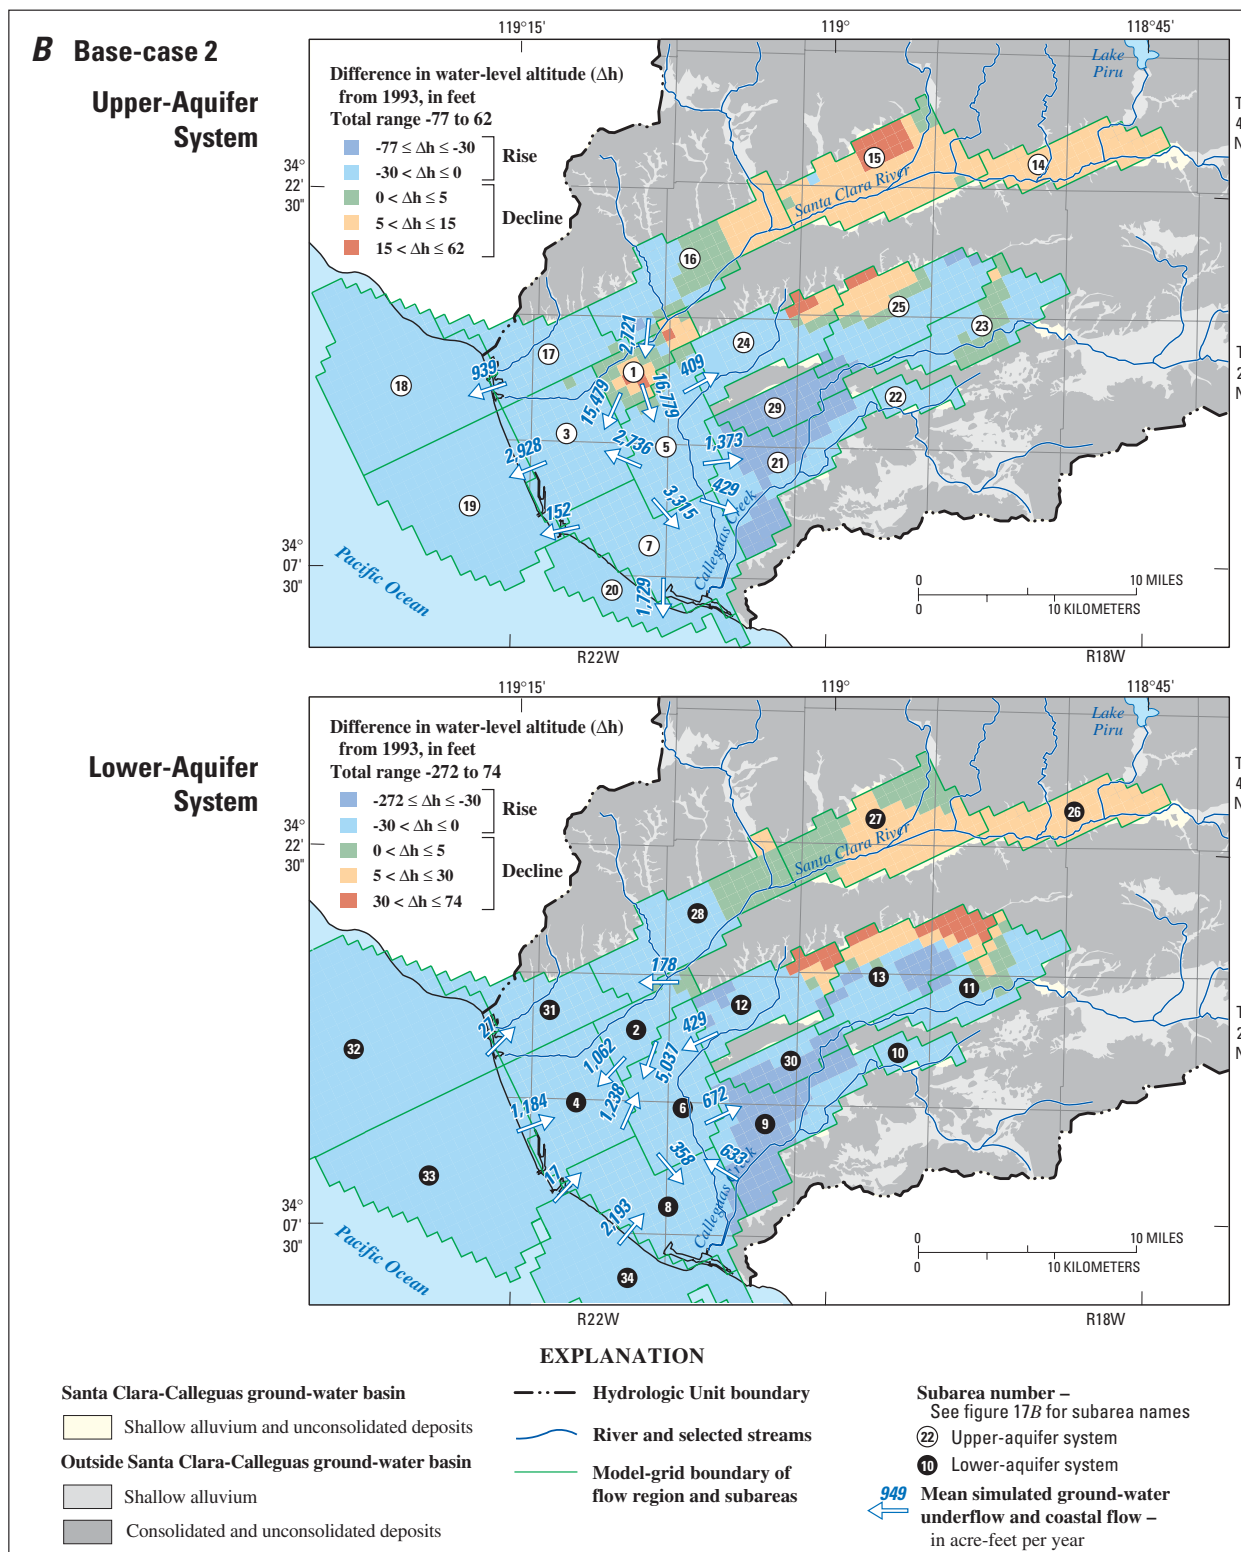 B Base-case 2
Upper-Aquifer
System
119°15'
119°
118°45'
Difference in water-level altitude (Δh)
from 1993, in feet
Total range -77 to 62
-77 ≤ Δh ≤ -30
-30 < Δh ≤ 0
Rise
0 < Δh ≤ 5
5 < Δh ≤ 15
15 < Δh ≤ 62
Decline
Lake
Piru
T
4
N
34°
22'
30"
15
14
Santa Clara River
16
25
23
17
2,721
24
18
939
1
409
22
15,479
16,779
29
3
2,736
5
1,373
21
2,928
19
3,315
429
152
7
Calleguas Creek
T
2
N
34°
07'
30"
Pacific Ocean
20
1,729
0
10 MILES
0
10 KILOMETERS
R22W
R18W
Lower-Aquifer
System
119°15'
119°
118°45'
Difference in water-level altitude (Δh)
from 1993, in feet
Total range -272 to 74
-272 ≤ Δh ≤ -30
-30 < Δh ≤ 0
Rise
0 < Δh ≤ 5
5 < Δh ≤ 30
30 < Δh ≤ 74
Decline
Lake
Piru
T
4
N
34°
22'
30"
27
26
Santa Clara River
28
178
13
11
12
31
27
2
429
32
1,062
5,037
30
10
1,184
4
1,238
6
672
9
33
17
358
633
8
2,193
Calleguas Creek
T
2
N
34°
07'
30"
Pacific Ocean
34
0
10 MILES
0
10 KILOMETERS
R22W
R18W
EXPLANATION
Santa Clara-Calleguas ground-water basin
Shallow alluvium and unconsolidated deposits
Outside Santa Clara-Calleguas ground-water basin
Shallow alluvium
Consolidated and unconsolidated deposits
Hydrologic Unit boundary
River and selected streams
Model-grid boundary of
flow region and subareas
Subarea number –
See figure 17B for subarea names
22 Upper-aquifer system
10 Lower-aquifer system
949 Mean simulated ground-water
underflow and coastal flow –
in acre-feet per year